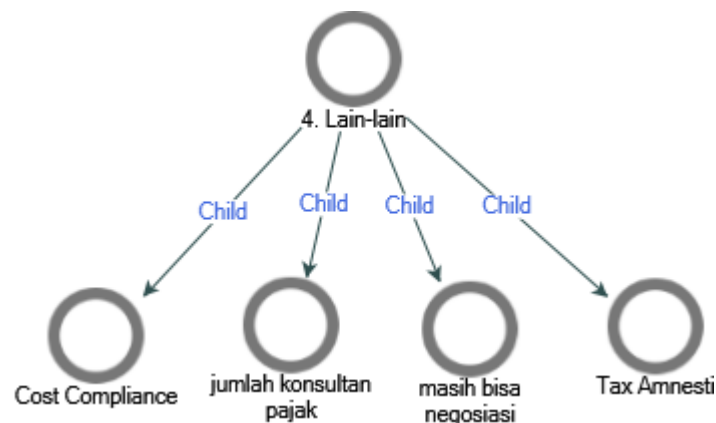 4. Lain-lain
Child
Child
Child
Child
Cost Compliance
jumlah konsultan
pajak
masih bisa
negosiasi
Tax Amnesti